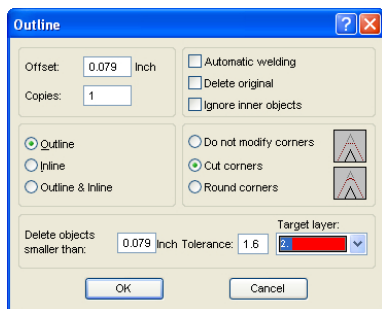 Outline
Offset: 0.079 Inch
Copies: 1
Automatic welding
Delete original
Ignore inner objects
Outline
Inline
Outline & Inline
Do not modify corners
Cut corners
Round corners
Target layer:
Delete objects
smaller than: 0.079 Inch Tolerance: 1.6 2.
OK Cancel